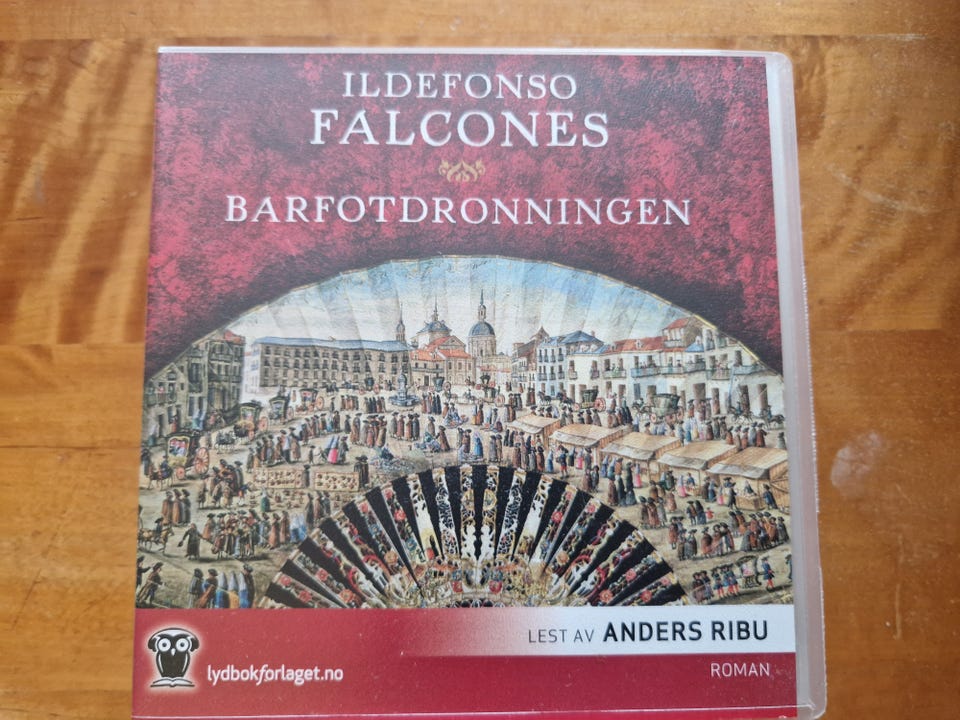 ILDEFONSO
FALCONES
BARFOTDRONNINGEN
LEST AV ANDERS RIBU
lydbokforlaget.no
ROMAN